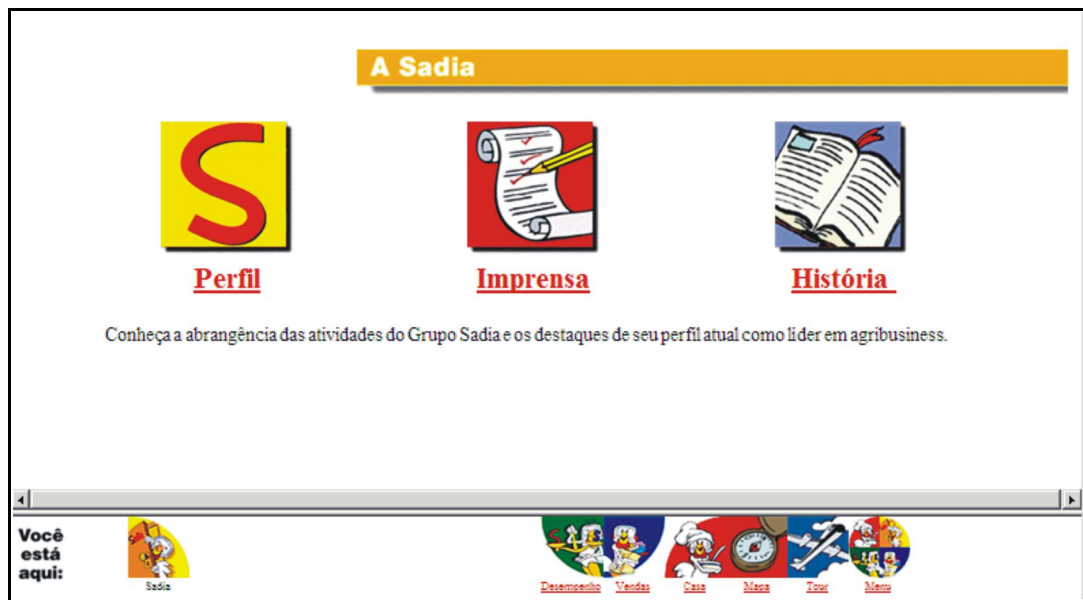 A Sadia
S
Perfil
Imprensa
História
Conheça a abrangência das atividades do Grupo Sadia e os destaques de seu perfil atual como líder em agribusiness.
Você
está
aqui:
Sadia
Desempenho Vendas Casa Mapa Tour Menu